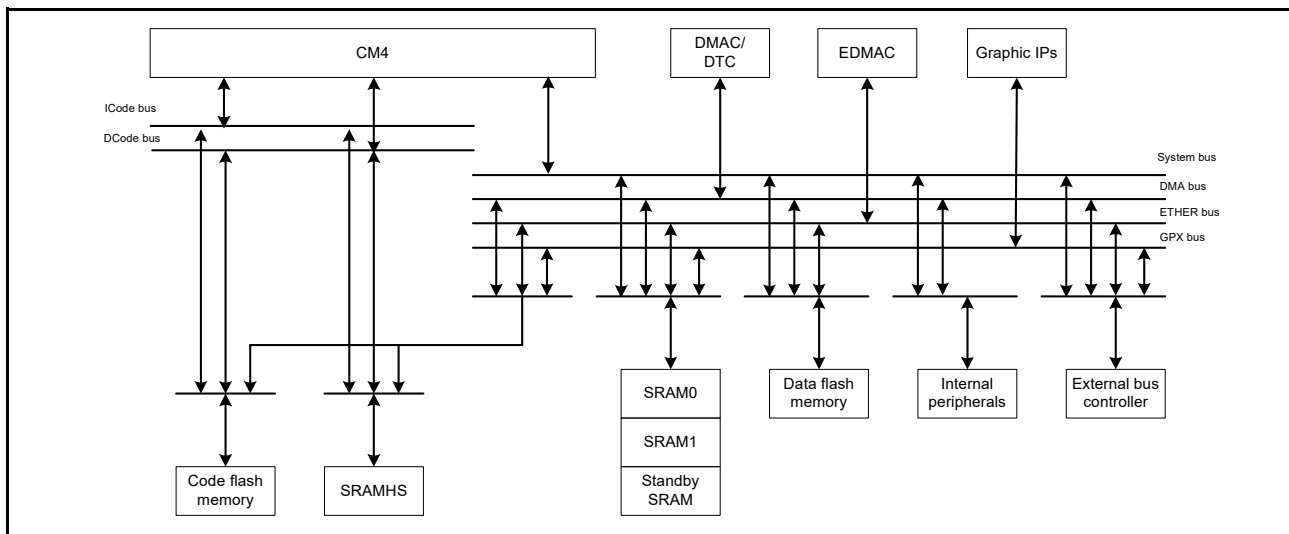 CM4
DMAC/
DTC
EDMAC
Graphic IPs
ICode bus
DCode bus
System bus
DMA bus
ETHER bus
GPX bus
SRAM0
Data flash
memory
Internal
peripherals
External bus
controller
SRAM1
Code flash
memory
SRAMHS
Standby
SRAM